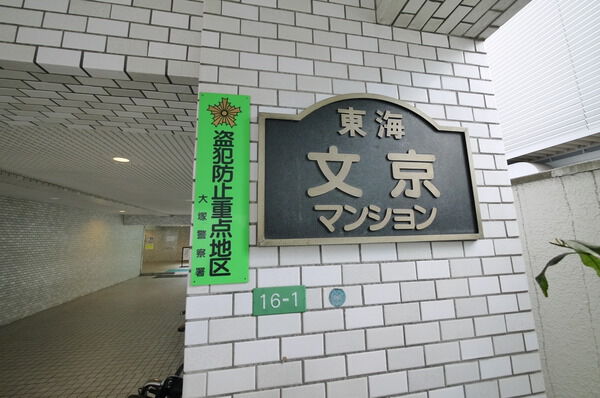 盗犯防止重点地区
大塚警察署
東海
文京
マンション
16-1